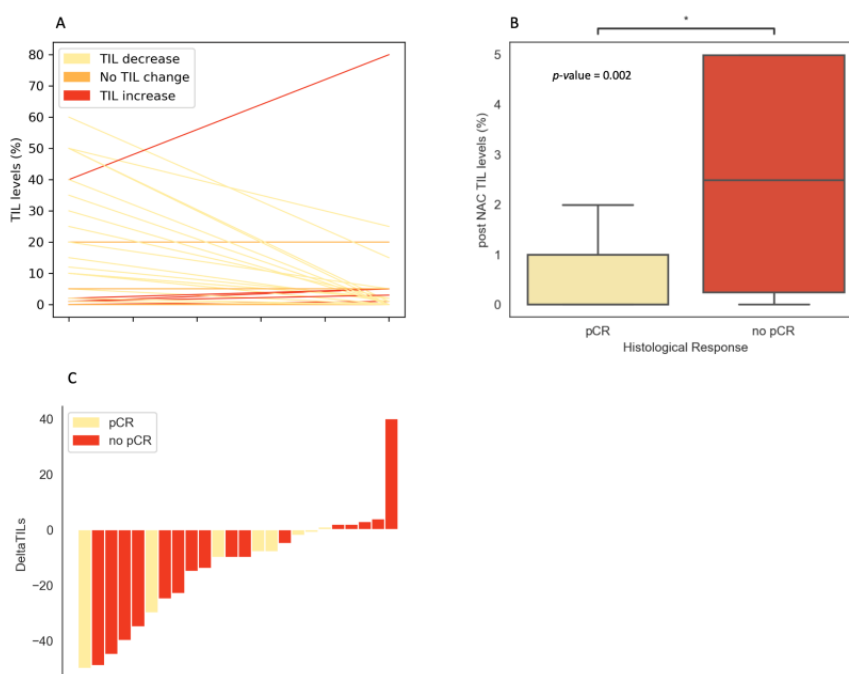 A
TIL decrease
No TIL change
TIL increase
80
70
60
50
40
30
20
10
0
TIL levels (%)
B
*
p-value = 0.002
5
4
3
2
1
0
post NAC TIL levels (%)
pCR
no pCR
Histological Response
C
pCR
no pCR
40
20
0
−20
−40
DeltaTILs